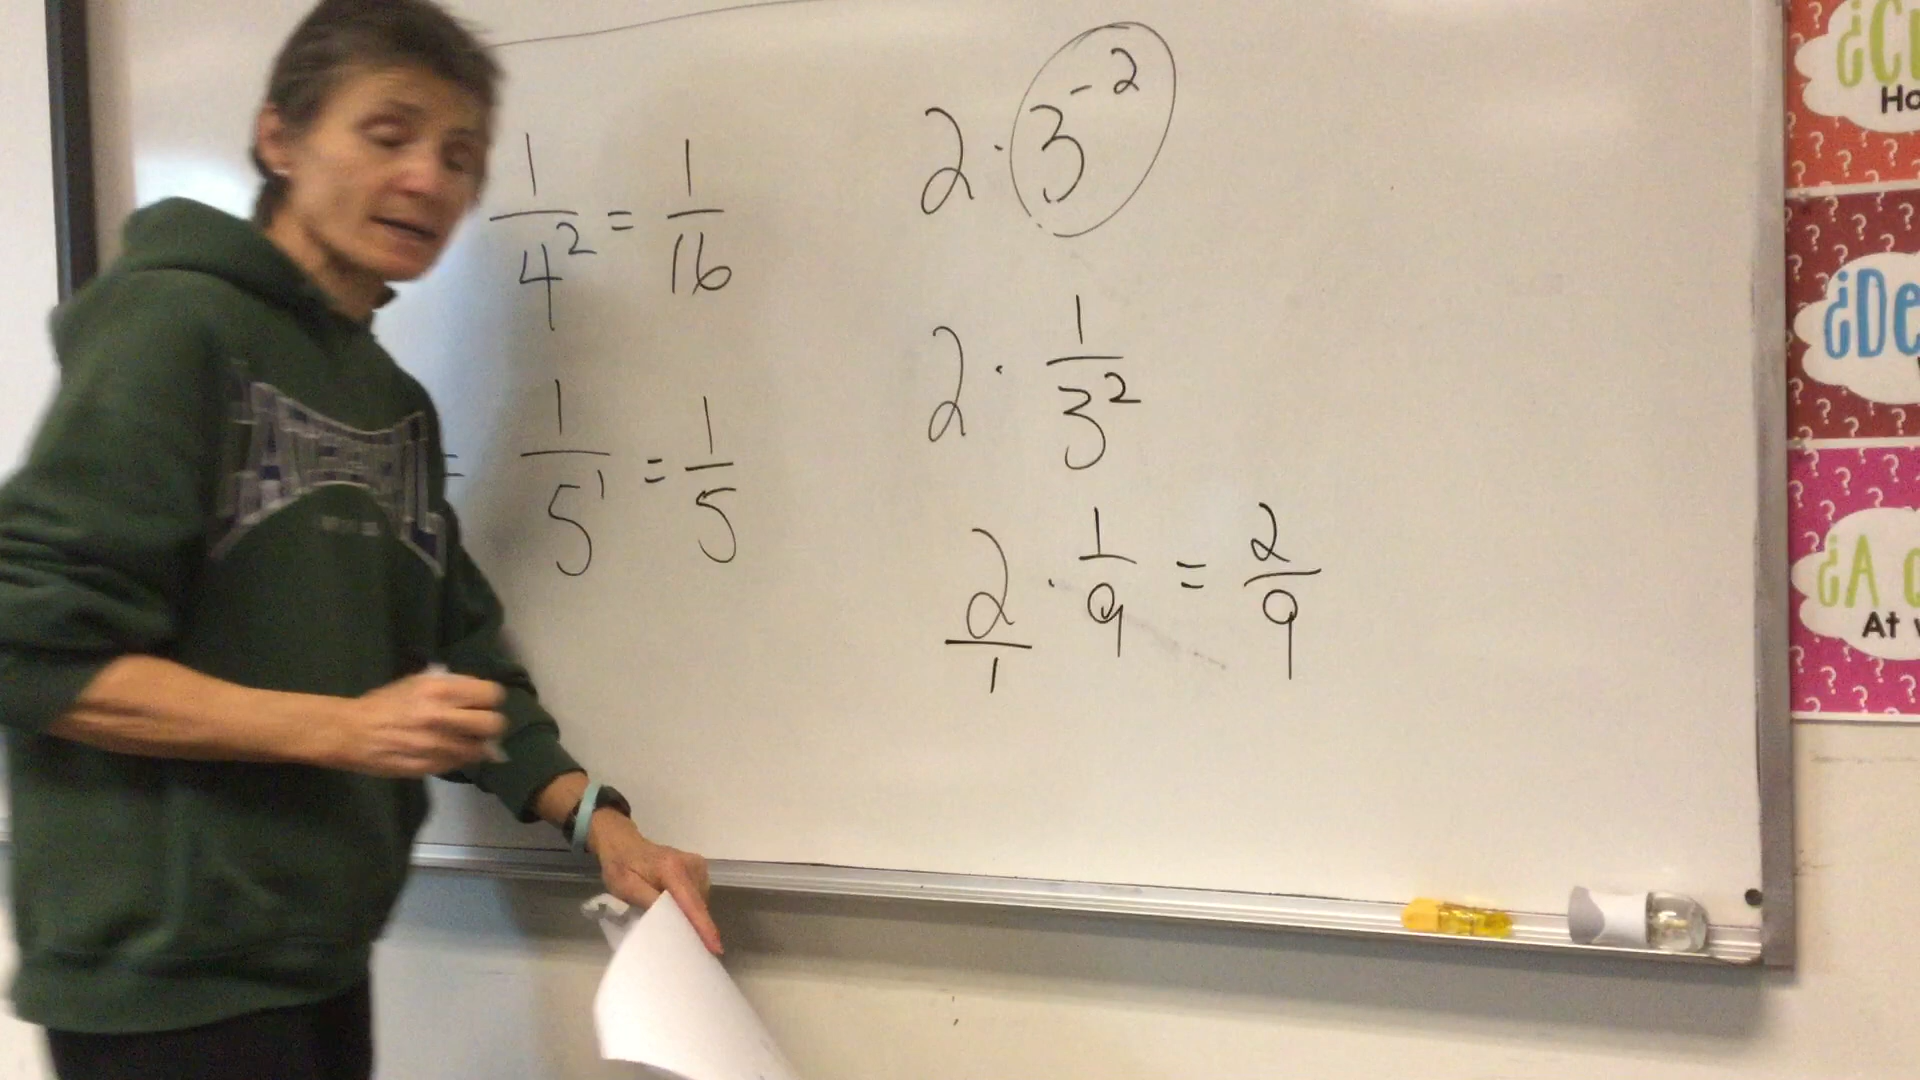 1/4² = 1/16
= 1/5¹ = 1/5
2 · 3⁻²
2 · 1/3²
2/1 · 1/9 = 2/9
Ho
¿De
¿A
At